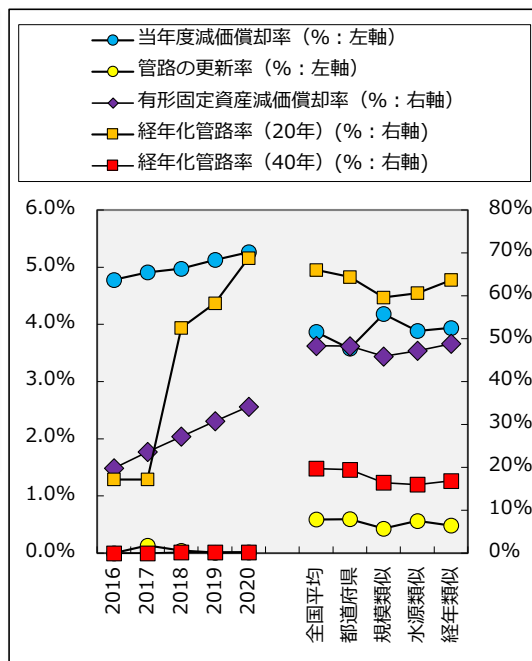 当年度減価償却率（%：左軸）
管路の更新率（%：左軸）
有形固定資産減価償却率（%：右軸）
経年化管路率（20年）(%：右軸)
経年化管路率（40年）(%：右軸)
6.0%
5.0%
4.0%
3.0%
2.0%
1.0%
0.0%
80%
70%
60%
50%
40%
30%
20%
10%
0%
2016
2017
2018
2019
2020
全国平均
都道府県
規模類似
水源類似
経年類似